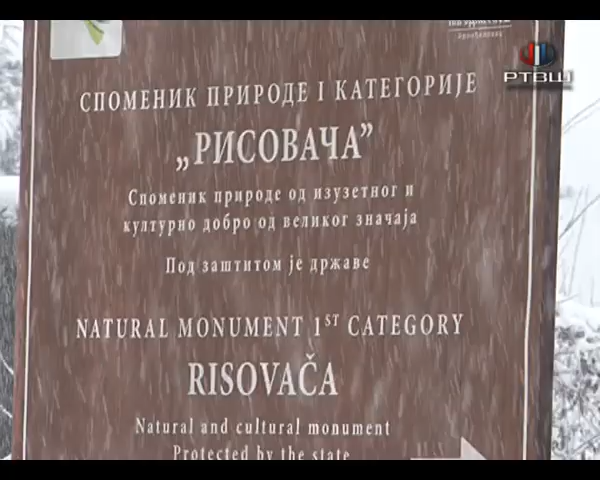 РТВШ
СПОМЕНИК ПРИРОДЕ I КАТЕГОРИЈЕ
„РИСОВАЧА”
Споменик природе од изузетног и
културно добро од великог значаја
Под заштитом је државе
NATURAL MONUMENT 1ST CATEGORY
RISOVAČA
Natural and cultural monument
Protected by the state